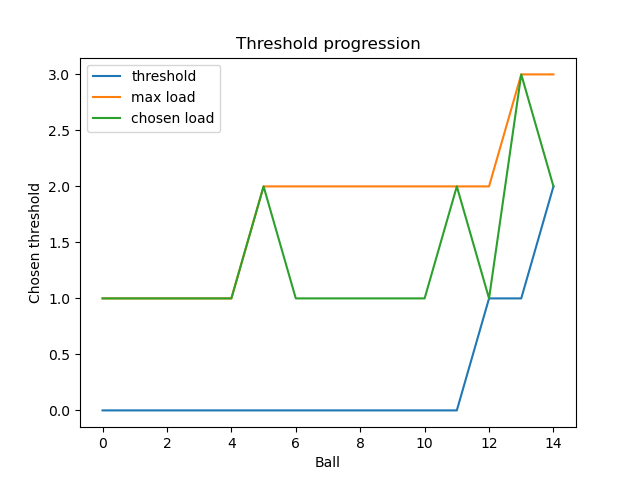 Threshold progression
threshold
max load
chosen load
3.0
2.5
2.0
1.5
1.0
0.5
0.0
Chosen threshold
0 2 4 6 8 10 12 14
Ball